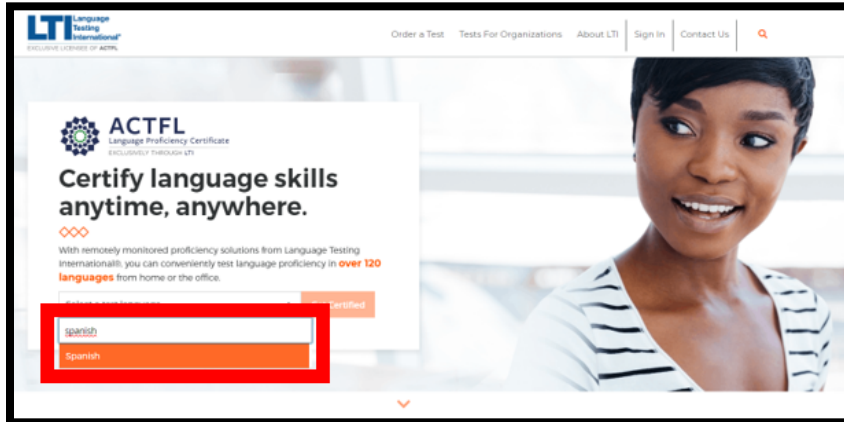 LTI Language
Testing
International
EXCLUSIVE LICENSEE OF ACTFL
Order a Test Tests For Organizations About LTI Sign In Contact Us
ACTFL
Language Proficiency Certificate
EXCLUSIVELY THROUGH LTI
Certify language skills
anytime, anywhere.
With remotely monitored proficiency solutions from Language Testing
International®, you can conveniently test language proficiency in over 120
languages from home or the office.
Select a test language Certified
spanish
Spanish